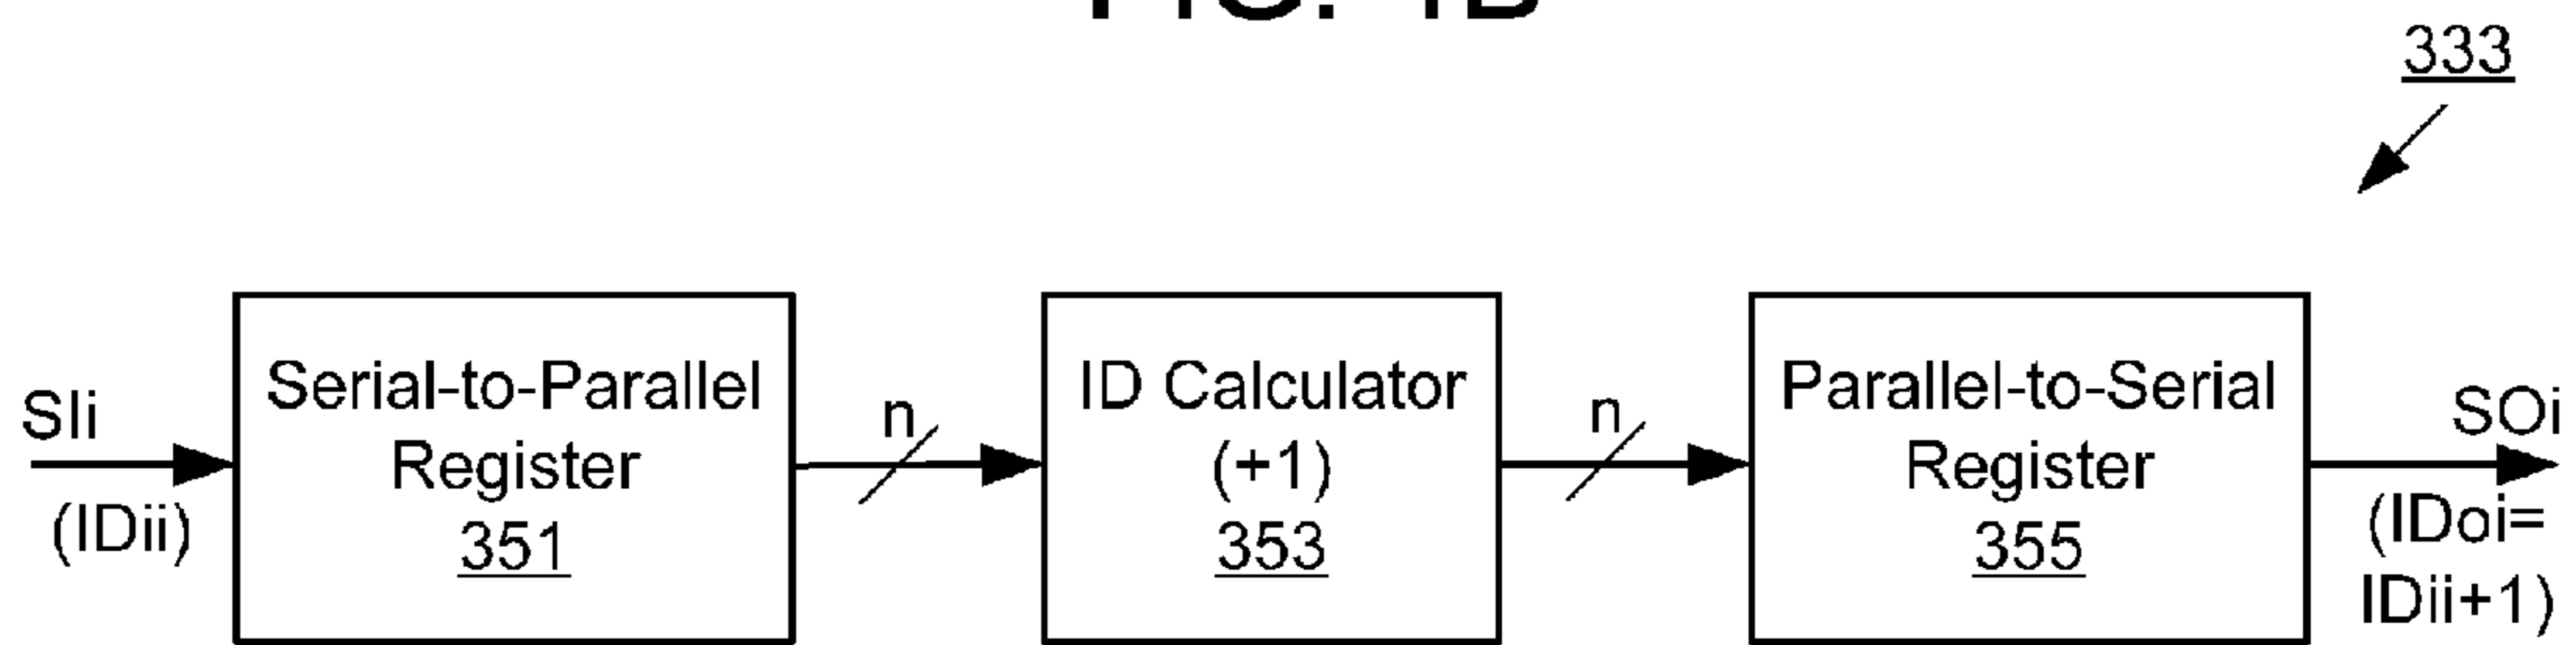 333
SIi
(IDii)
Serial-to-Parallel
Register
351
n
ID Calculator
(+1)
353
n
Parallel-to-Serial
Register
355
SOi
(IDoi=
IDii+1)